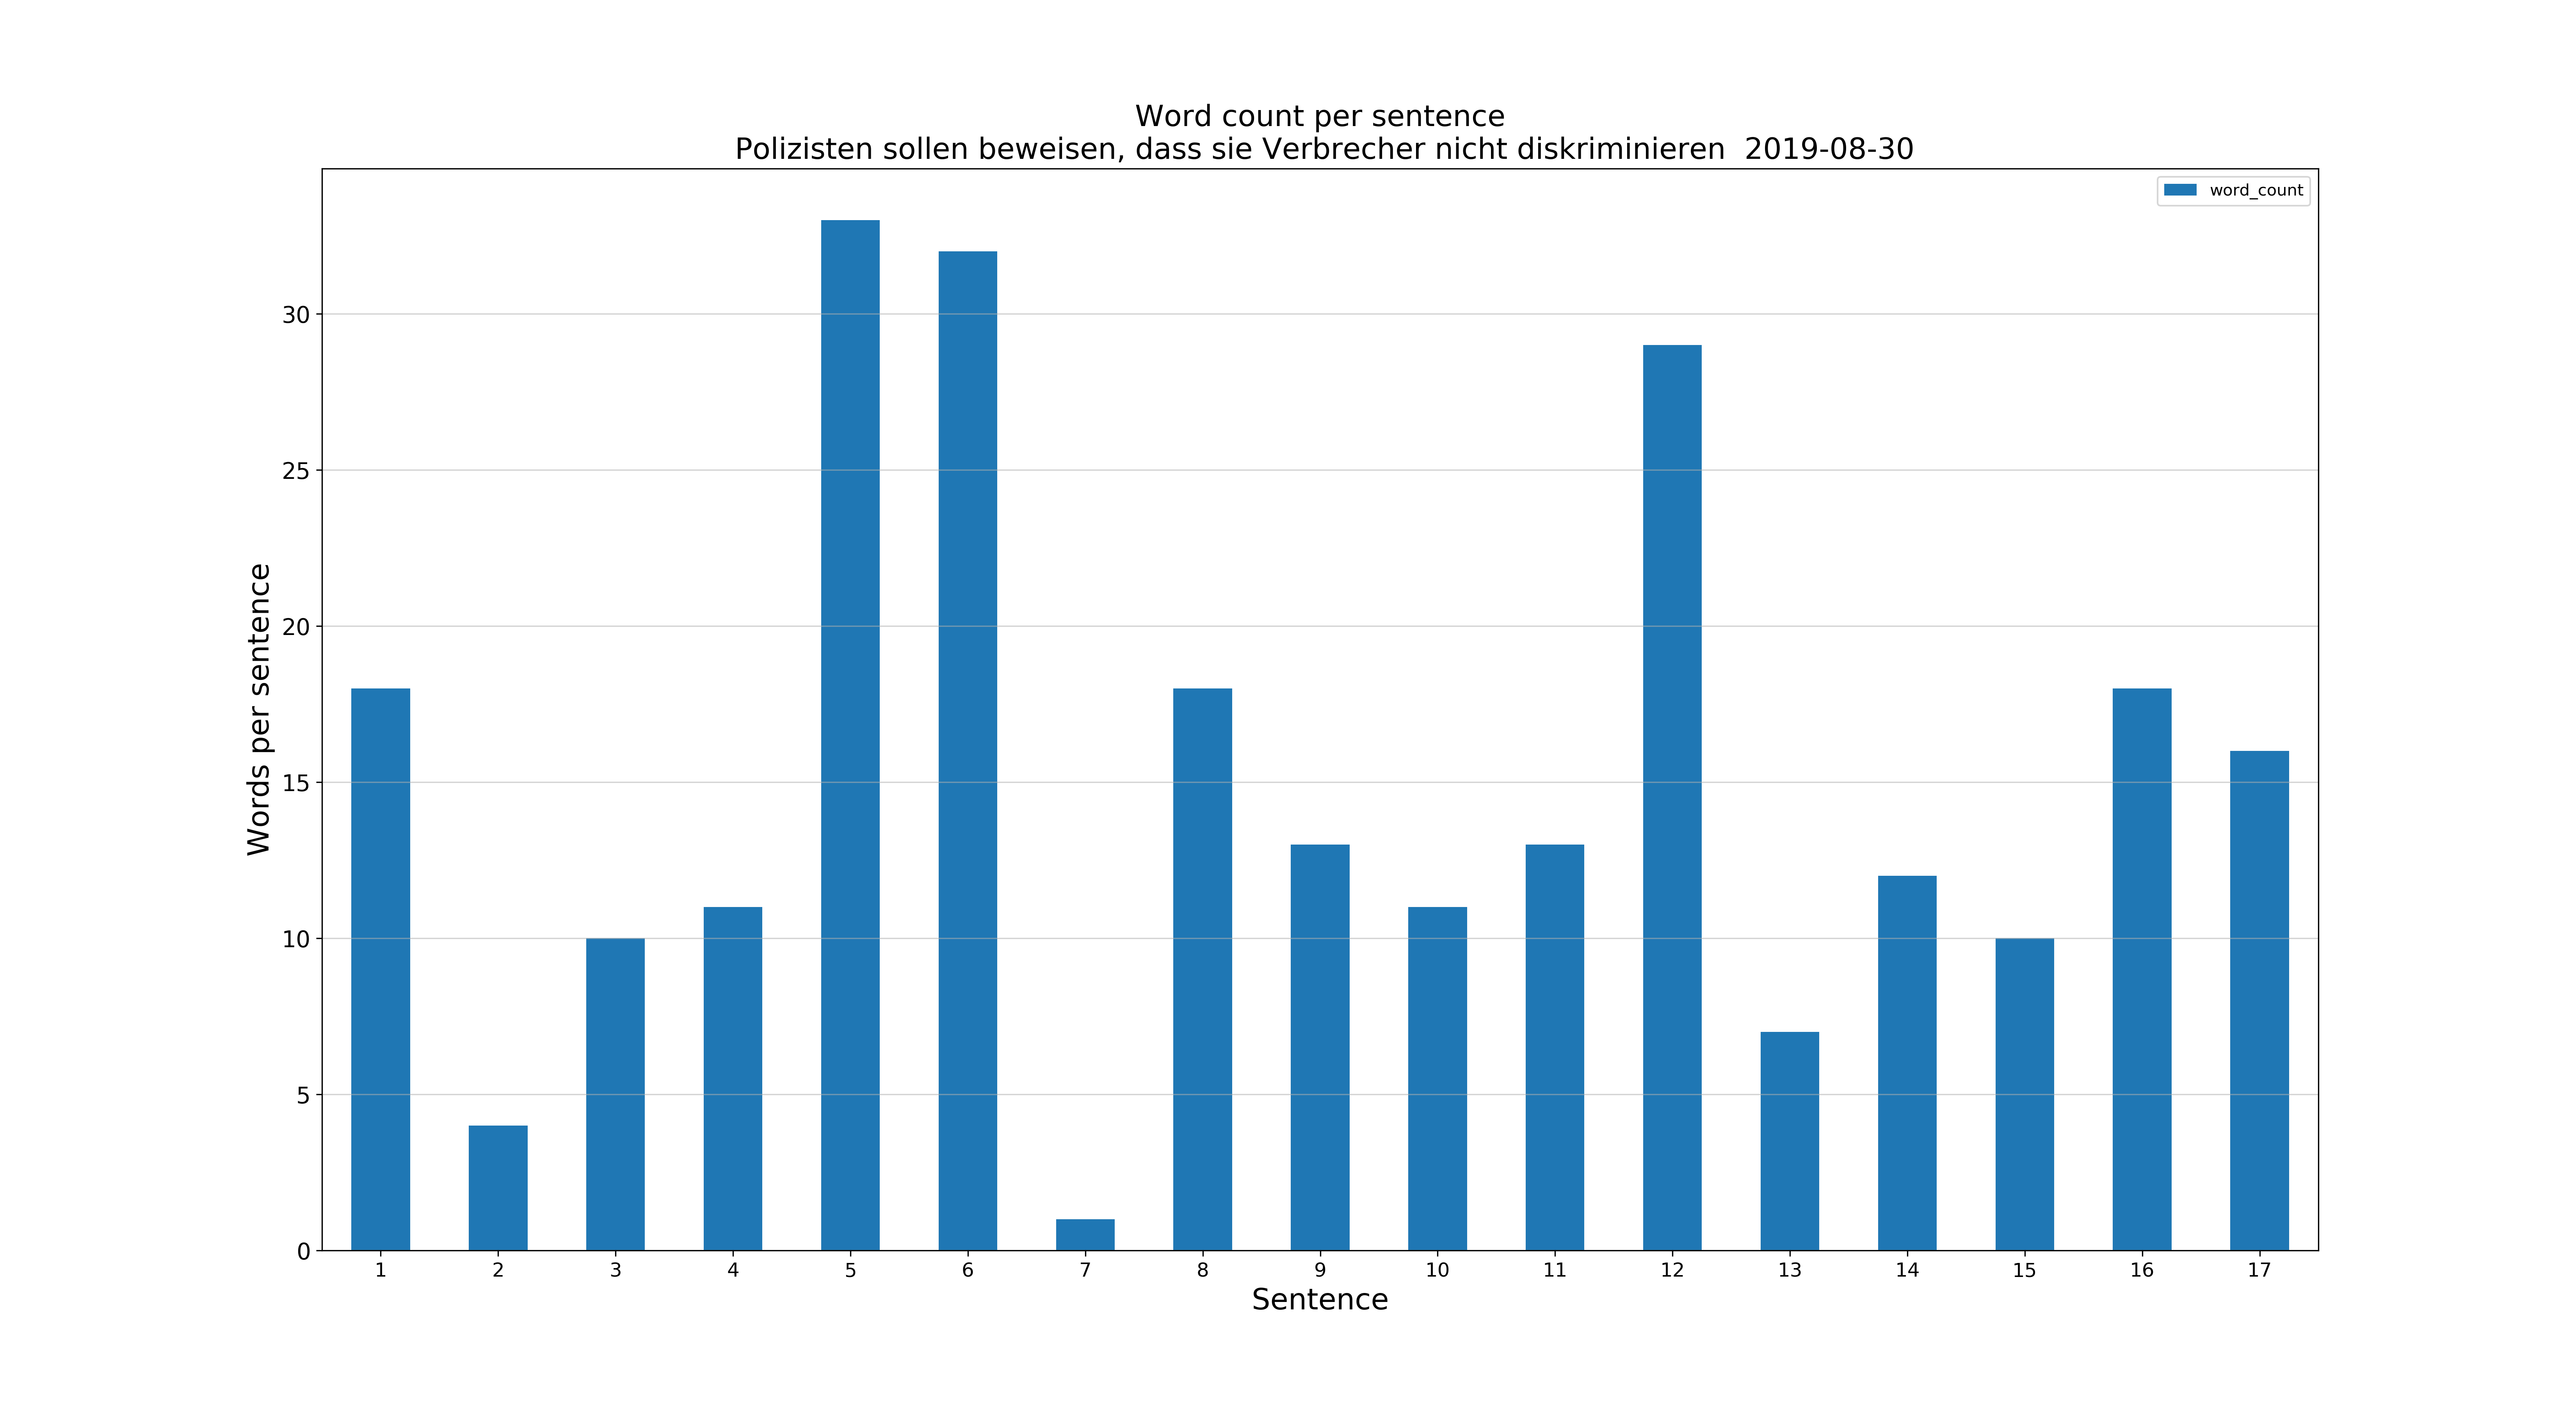 Word count per sentence
Polizisten sollen beweisen, dass sie Verbrecher nicht diskriminieren  2019-08-30
word_count
Words per sentence
30
25
20
15
10
5
0
1 2 3 4 5 6 7 8 9 10 11 12 13 14 15 16 17
Sentence